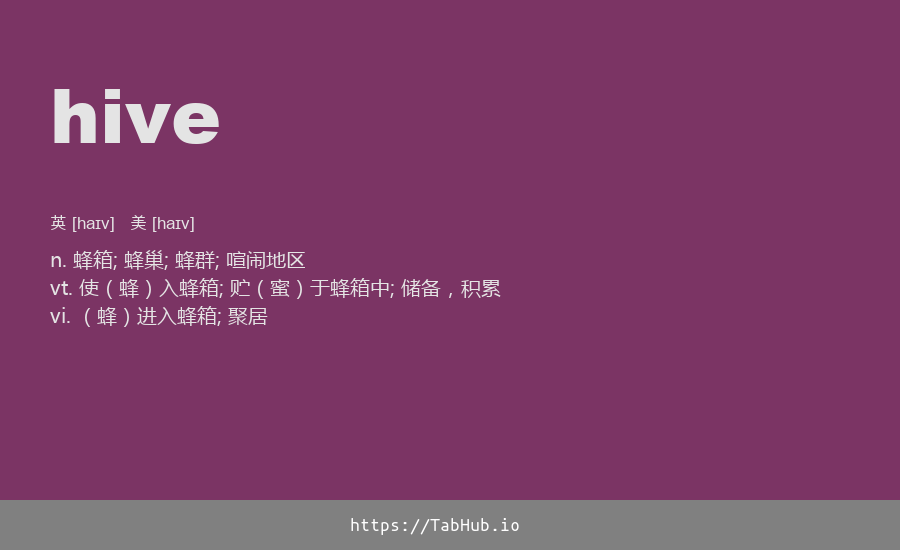 hive
英 [haɪv] 美 [haɪv]
n. 蜂箱; 蜂巢; 蜂群; 喧闹地区
vt. 使（蜂）入蜂箱; 贮（蜜）于蜂箱中; 储备，积累
vi. （蜂）进入蜂箱; 聚居
https://TabHub.io